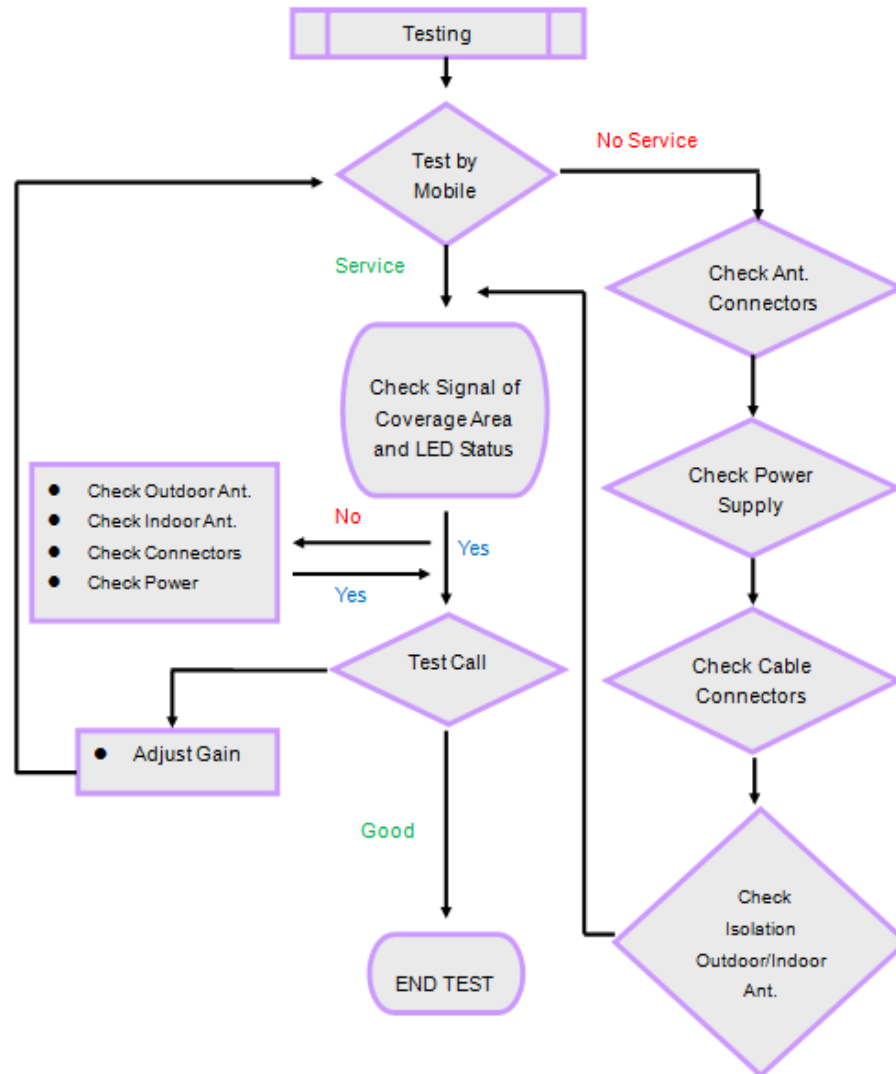 Testing
Test by
Mobile
No Service
Service
Check Ant.
Connectors
Check Signal of
Coverage Area
and LED Status
Check Power
Supply
● Check Outdoor Ant.
● Check Indoor Ant.
● Check Connectors
● Check Power
No
Yes
Yes
Test Call
Check Cable
Connectors
● Adjust Gain
Good
Check
Isolation
Outdoor/Indoor
Ant.
END TEST